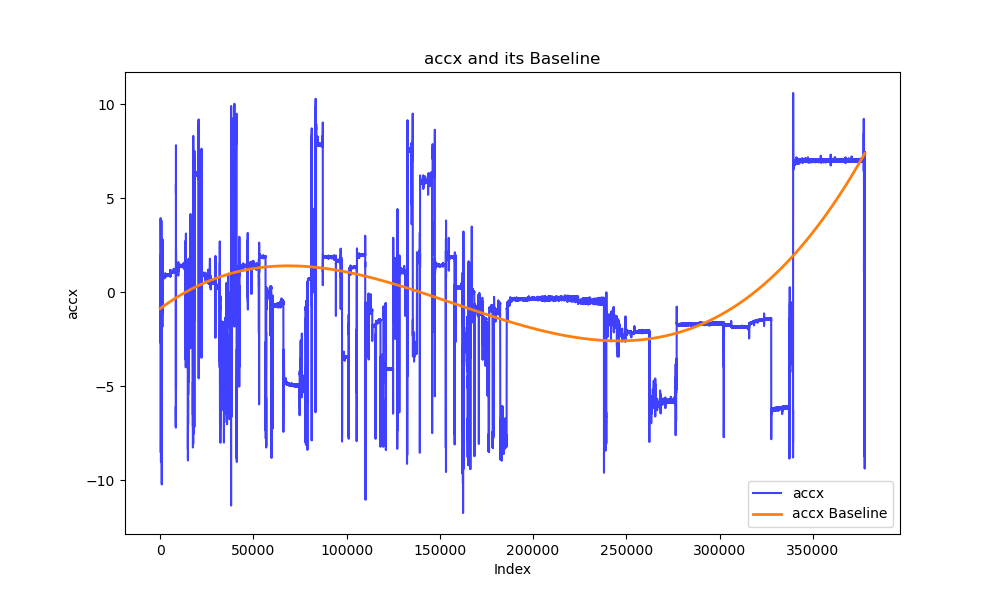 accx and its Baseline
accx
10
5
0
−5
−10
0
50000
100000
150000
200000
250000
300000
350000
Index
accx
accx Baseline